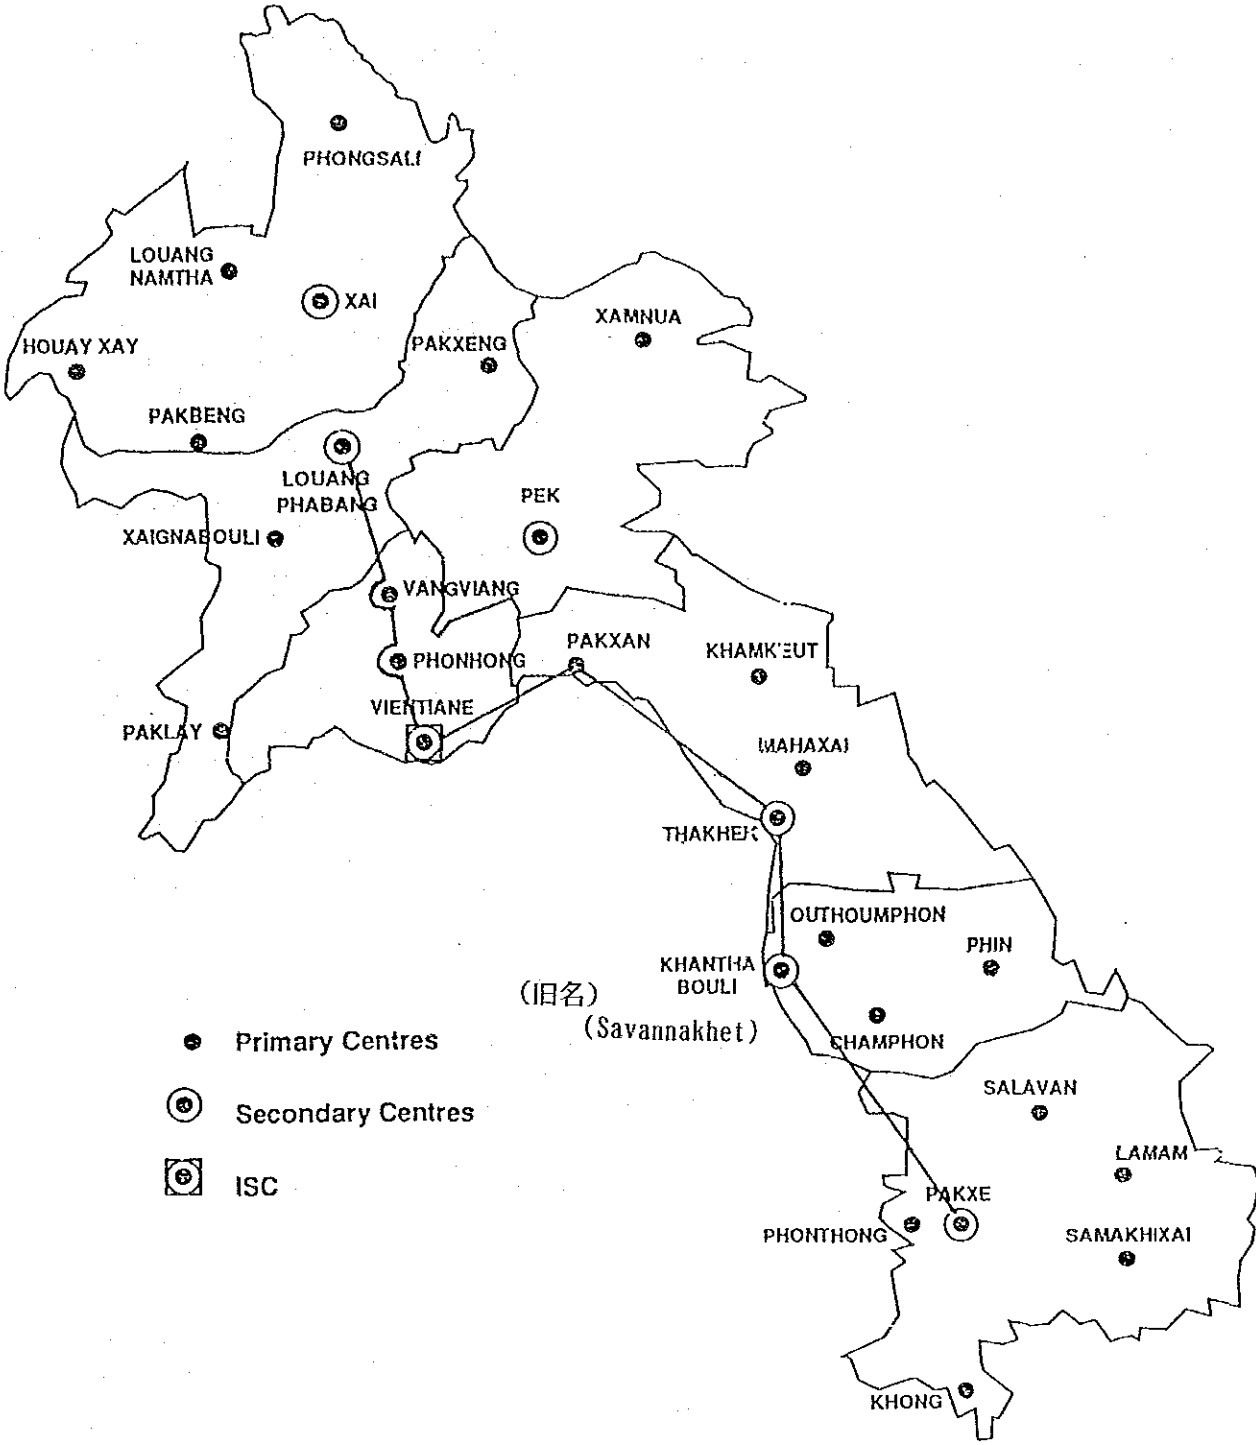 PHONGSALI
LOUANG
NAMTHA
XAI
XAMNUA
HOUAY XAY
PAKXENG
PAKBENG
LOUANG
PHABANG
PEK
XAIGNABOULI
VANGVIANG
PAKXAN
KHAMKEUT
PHONHONG
VIENTIANE
PAKLAY
MAHAXAI
THAKHEK
OUTHOUMPHON
PHIN
KHANTHA
BOULI
(旧名)
(Savannakhet)
CHAMPHON
Primary Centres
Secondary Centres
ISC
SALAVAN
LAMAM
PAKXE
PHONTHONG
SAMAKHIXAI
KHONG